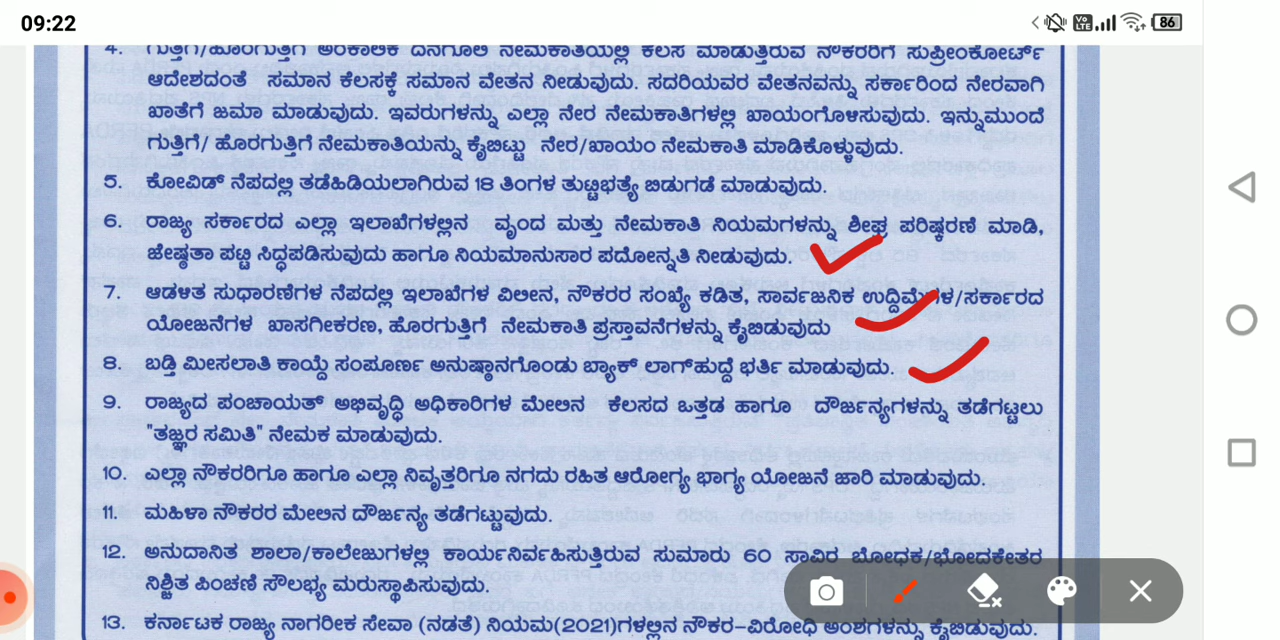 09:22
Vo LTE 86
4. ಗುತ್ತಿಗೆ/ಹೊರಗುತ್ತಿಗೆ ಅರೆಕಾಲಿಕ ದಿನಗೂಲಿ ನೇಮಕಾತಿಯಲ್ಲಿ ಕೆಲಸ ಮಾಡುತ್ತಿರುವ ನೌಕರರಿಗೆ ಸುಪ್ರೀಂಕೋರ್ಟ್
ಆದೇಶದಂತೆ ಸಮಾನ ಕೆಲಸಕ್ಕೆ ಸಮಾನ ವೇತನ ನೀಡುವುದು. ಸದರಿಯವರ ವೇತನವನ್ನು ಸರ್ಕಾರಿಂದ ನೇರವಾಗಿ
ಖಾತೆಗೆ ಜಮಾ ಮಾಡುವುದು. ಇವರುಗಳನ್ನು ಎಲ್ಲಾ ನೇರ ನೇಮಕಾತಿಗಳಲ್ಲಿ ಖಾಯಂಗೊಳಸುವುದು. ಇನ್ನುಮುಂದೆ
ಗುತ್ತಿಗೆ/ ಹೊರಗುತ್ತಿಗೆ ನೇಮಕಾತಿಯನ್ನು ಕೈಬಿಟ್ಟು ನೇರ/ಖಾಯಂ ನೇಮಕಾತಿ ಮಾಡಿಕೊಳ್ಳುವುದು.
5. ಕೊವಿಡ್ ನೆಪದಲ್ಲಿ ತಡೆಹಿಡಿಯಲಾಗಿರುವ 18 ತಿಂಗಳ ತುಟ್ಟಿಭತ್ಯೆ ಬಿಡುಗಡೆ ಮಾಡುವುದು.
6. ರಾಜ್ಯ ಸರ್ಕಾರದ ಎಲ್ಲಾ ಇಲಾಖೆಗಳಲ್ಲಿನ ವೃಂದ ಮತ್ತು ನೇಮಕಾತಿ ನಿಯಮಗಳನ್ನು ಶೀಘ್ರ ಪರಿಷ್ಕರಣೆ ಮಾಡಿ,
ಜೇಷ್ಠತಾ ಪಟ್ಟಿ ಸಿದ್ಧಪಡಿಸುವುದು ಹಾಗೂ ನಿಯಮಾನುಸಾರ ಪದೋನ್ನತಿ ನೀಡುವುದು.
7. ಆಡಳಿತ ಸುಧಾರಣೆಗಳ ನೆಪದಲ್ಲಿ ಇಲಾಖೆಗಳ ವಿಲೀನ, ನೌಕರರ ಸಂಖ್ಯೆ ಕಡಿತ, ಸಾರ್ವಜನಿಕ ಉದ್ದಿಮೆಗಳ/ಸರ್ಕಾರದ
ಯೋಜನೆಗಳ ಖಾಸಗೀಕರಣ, ಹೊರಗುತ್ತಿಗೆ ನೇಮಕಾತಿ ಪ್ರಸ್ತಾವನೆಗಳನ್ನು ಕೈಬಿಡುವುದು
8. ಬಡ್ತಿ ಮೀಸಲಾತಿ ಕಾಯ್ದೆ ಸಂಪೂರ್ಣ ಅನುಷ್ಠಾನಗೊಂಡು ಬ್ಯಾಕ್ ಲಾಗ್‌ಹುದ್ದೆ ಭರ್ತಿ ಮಾಡುವುದು.
9. ರಾಜ್ಯದ ಪಂಚಾಯತ್ ಅಭಿವೃದ್ಧಿ ಅಧಿಕಾರಿಗಳ ಮೇಲಿನ ಕೆಲಸದ ಒತ್ತಡ ಹಾಗೂ ದೌರ್ಜನ್ಯಗಳನ್ನು ತಡೆಗಟ್ಟಲು
"ತಜ್ಞರ ಸಮಿತಿ" ನೇಮಕ ಮಾಡುವುದು.
10. ಎಲ್ಲಾ ನೌಕರರಿಗೂ ಹಾಗೂ ಎಲ್ಲಾ ನಿವೃತ್ತರಿಗೂ ನಗದು ರಹಿತ ಆರೋಗ್ಯ ಭಾಗ್ಯ ಯೋಜನೆ ಜಾರಿ ಮಾಡುವುದು.
11. ಮಹಿಳಾ ನೌಕರರ ಮೇಲಿನ ದೌರ್ಜನ್ಯ ತಡೆಗಟ್ಟುವುದು.
12. ಅನುದಾನಿತ ಶಾಲಾ/ಕಾಲೇಜುಗಳಲ್ಲಿ ಕಾರ್ಯನಿರ್ವಹಿಸುತ್ತಿರುವ ಸುಮಾರು 60 ಸಾವಿರ ಬೋಧಕ/ಭೋದಕೇತರ
ನಿಶ್ಚಿತ ಪಿಂಚಣಿ ಸೌಲಭ್ಯ ಮರುಸ್ಥಾಪಿಸುವುದು.
13. ಕರ್ನಾಟಕ ರಾಜ್ಯ ನಾಗರೀಕ ಸೇವಾ (ನಡತೆ) ನಿಯಮ(2021)ಗಳಲ್ಲಿನ ನೌಕರ-ವಿರೋಧಿ ಅಂಶಗಳನ್ನು ಕೈಬಿಡುವುದು.